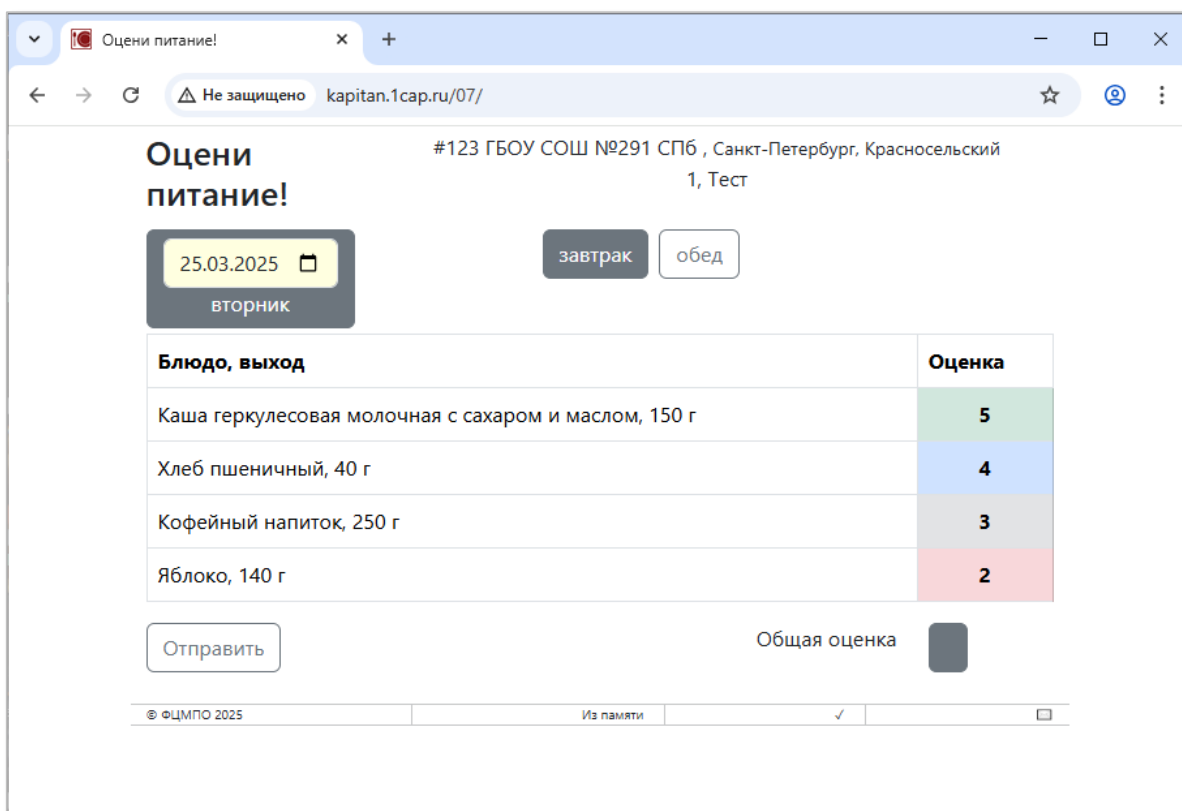 Оцени питание!
Не защищено kapitan.1cap.ru/07/
Оцени
питание!
#123 ГБОУ СОШ №291 СПб , Санкт-Петербург, Красносельский
1, Тест
25.03.2025
вторник
завтрак обед
Блюдо, выход Оценка
Каша геркулесовая молочная с сахаром и маслом, 150 г 5
Хлеб пшеничный, 40 г 4
Кофейный напиток, 250 г 3
Яблоко, 140 г 2
Отправить Общая оценка
© ФЦМПО 2025 Из памяти ✓